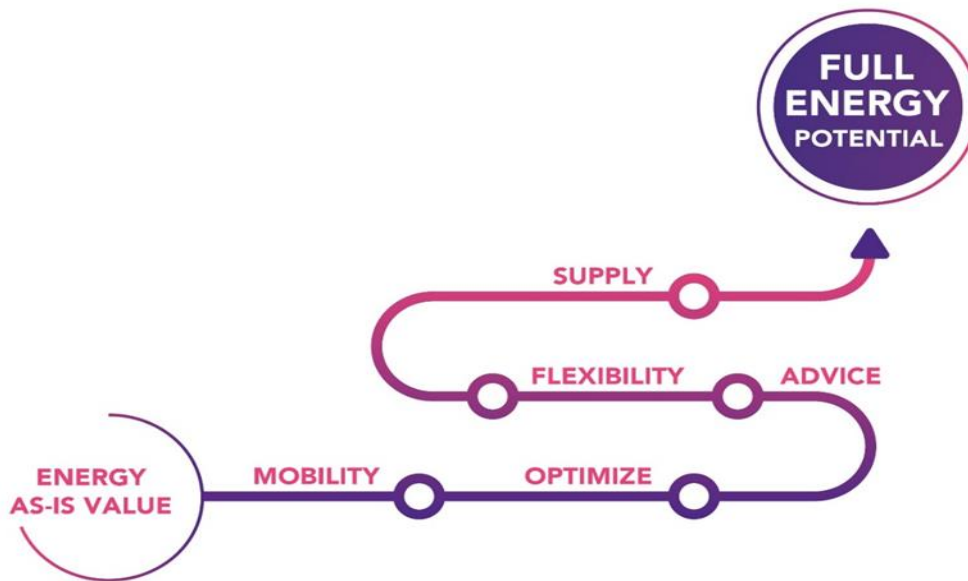 FULL
ENERGY
POTENTIAL
SUPPLY
FLEXIBILITY ADVICE
ENERGY
AS-IS VALUE
MOBILITY OPTIMIZE